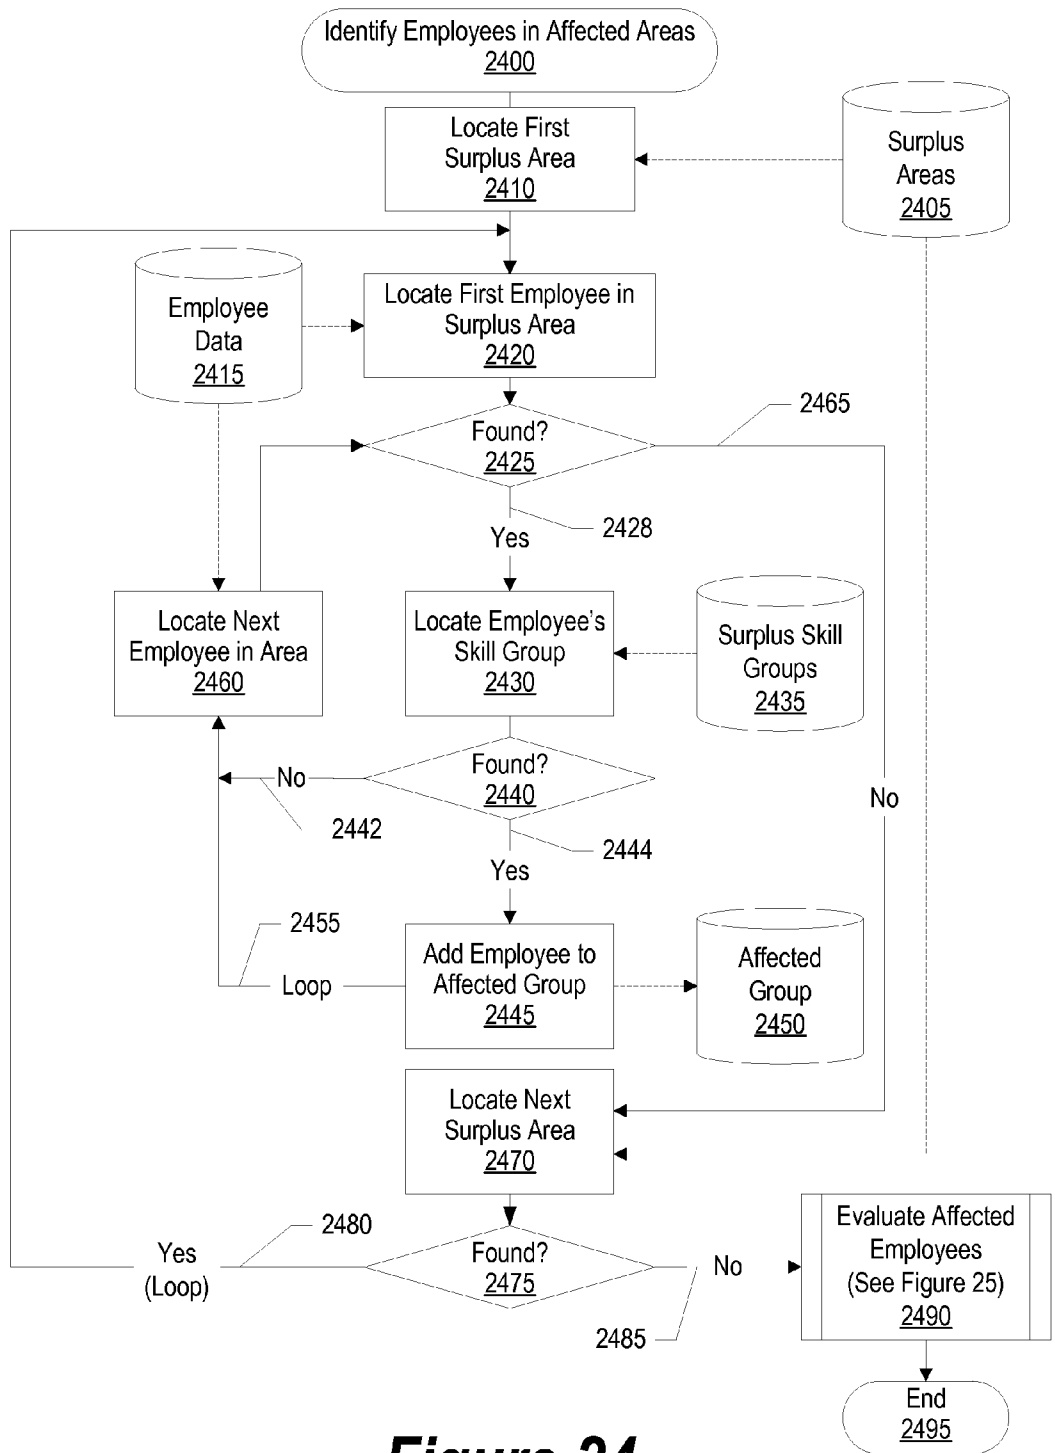 Identify Employees in Affected Areas
2400
Locate First
Surplus Area
2410
Surplus
Areas
2405
Employee
Data
2415
Locate First Employee in
Surplus Area
2420
2465
Found?
2425
2428
Yes
Locate Next
Employee in Area
2460
Locate Employee's
Skill Group
2430
Surplus Skill
Groups
2435
Found?
2440
No
2442
No
2444
Yes
2455
Loop
Add Employee to
Affected Group
2445
Affected
Group
2450
Locate Next
Surplus Area
2470
2480
Yes
(Loop)
Found?
2475
No
2485
Evaluate Affected
Employees
(See Figure 25)
2490
End
2495
Figure 24